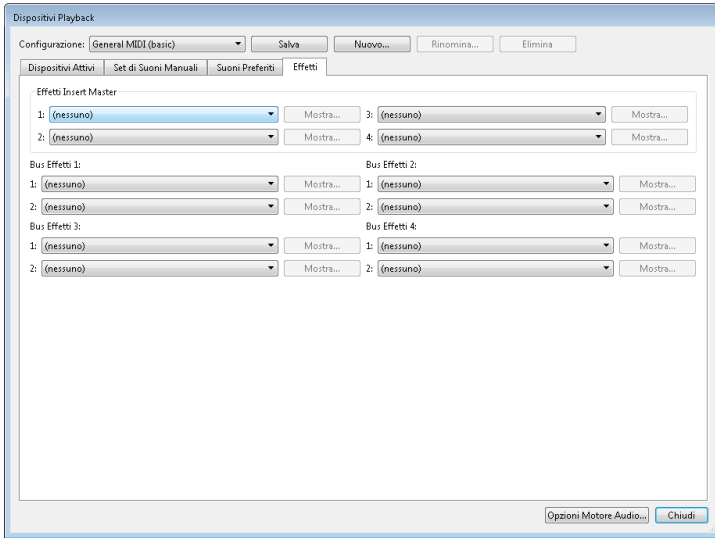 Dispositivi Playback
Configurazione: General MIDI (basic) Salva Nuovo... Rinomina... Elimina
Dispositivi Attivi Set di Suoni Manuali Suoni Preferiti Effetti
Effetti Insert Master
1: (nessuno) Mostra... 3: (nessuno) Mostra...
2: (nessuno) Mostra... 4: (nessuno) Mostra...
Bus Effetti 1: Bus Effetti 2:
1: (nessuno) Mostra... 1: (nessuno) Mostra...
2: (nessuno) Mostra... 2: (nessuno) Mostra...
Bus Effetti 3: Bus Effetti 4:
1: (nessuno) Mostra... 1: (nessuno) Mostra...
2: (nessuno) Mostra... 2: (nessuno) Mostra...
Opzioni Motore Audio... Chiudi